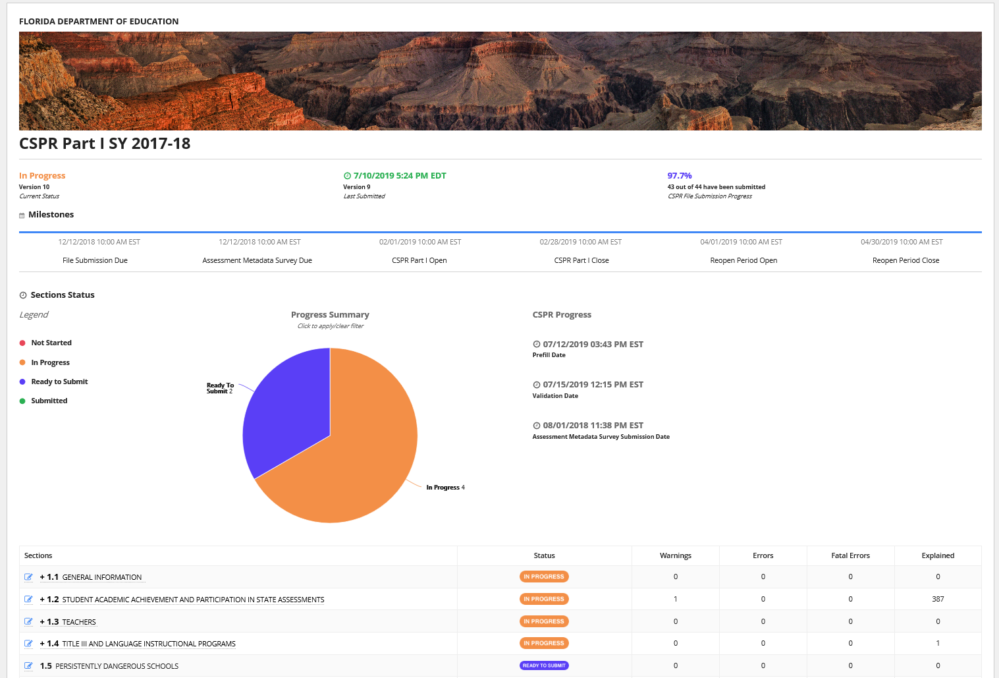 FLORIDA DEPARTMENT OF EDUCATION
CSPR Part I SY 2017-18
In Progress
Version 10
Current Status
7/10/2019 5:24 PM EDT
Version 9
Last Submitted
97.7%
43 out of 44 have been submitted
CSPR File Submission Progress
Milestones
12/12/2018 10:00 AM EST
File Submission Due
12/12/2018 10:00 AM EST
Assessment Metadata Survey Due
02/01/2019 10:00 AM EST
CSPR Part I Open
02/28/2019 10:00 AM EST
CSPR Part I Close
04/01/2019 10:00 AM EST
Reopen Period Open
04/30/2019 10:00 AM EST
Reopen Period Close
Sections Status
Legend
Not Started
In Progress
Ready to Submit
Submitted
Progress Summary
Click to apply/clear filter
Ready To
Submit 2
In Progress 4
CSPR Progress
07/12/2019 03:43 PM EST
Prefill Date
07/15/2019 12:15 PM EST
Validation Date
08/01/2018 11:38 PM EST
Assessment Metadata Survey Submission Date
Sections Status Warnings Errors Fatal Errors Explained
+ 1.1 GENERAL INFORMATION IN PROGRESS 0 0 0 0
+ 1.2 STUDENT ACADEMIC ACHIEVEMENT AND PARTICIPATION IN STATE ASSESSMENTS IN PROGRESS 1 0 0 387
+ 1.3 TEACHERS IN PROGRESS 0 0 0 0
+ 1.4 TITLE III AND LANGUAGE INSTRUCTIONAL PROGRAMS IN PROGRESS 0 0 0 1
1.5 PERSISTENTLY DANGEROUS SCHOOLS READY TO SUBMIT 0 0 0 0